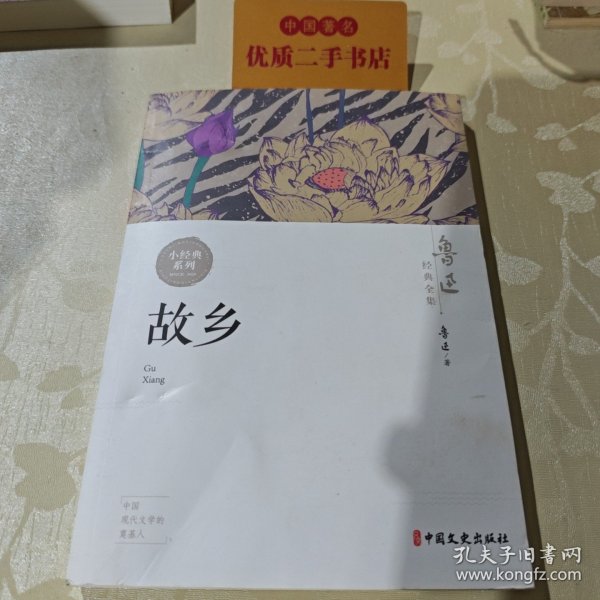 中国著名
优质二手书店
小经典
系列
鲁迅
经典全集
鲁迅/著
故乡
Gu
Xiang
中国
现代文学的
奠基人
中国文史出版社
孔夫子旧书网
www.kongfz.com